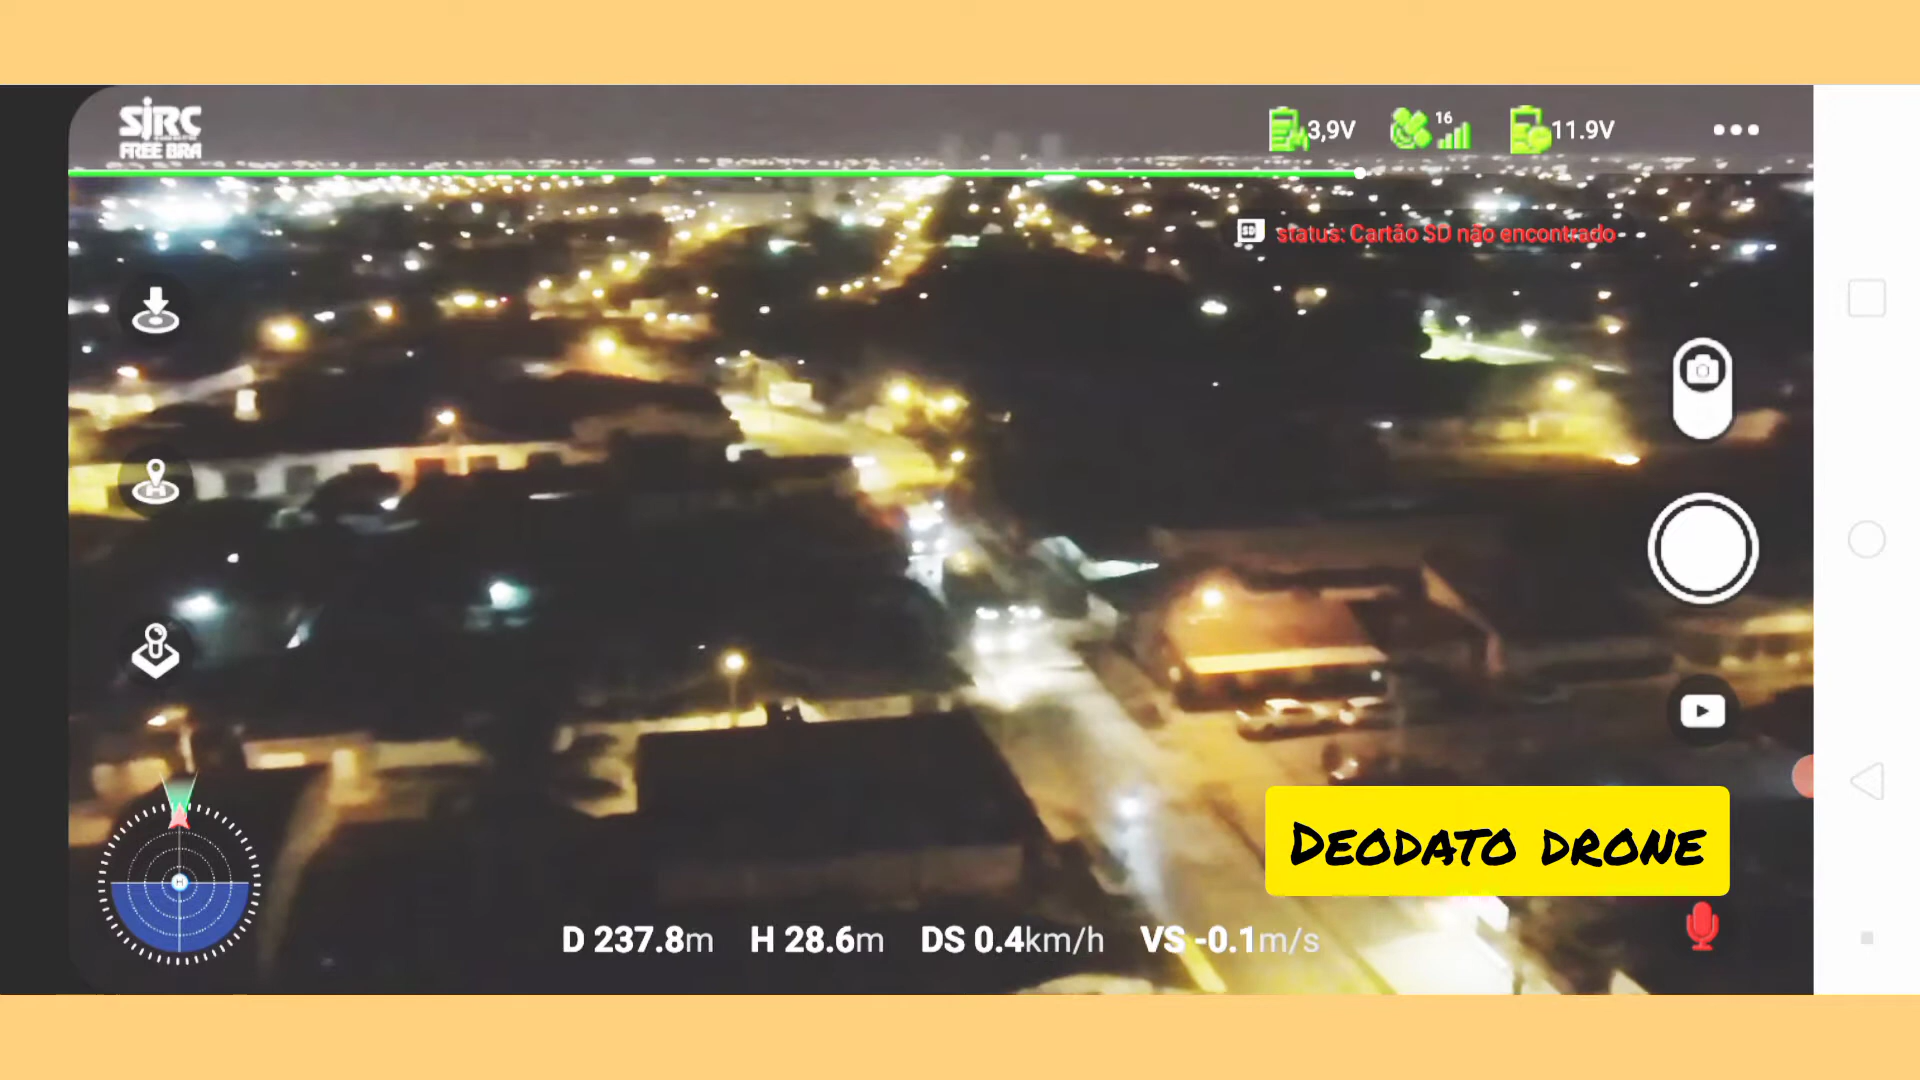 SJRC
FREE BRA
3,9V
16
11.9V
SD
status: Cartão SD não encontrado
H
DEODATO DRONE
D 237.8m H 28.6m DS 0.4km/h VS -0.1m/s